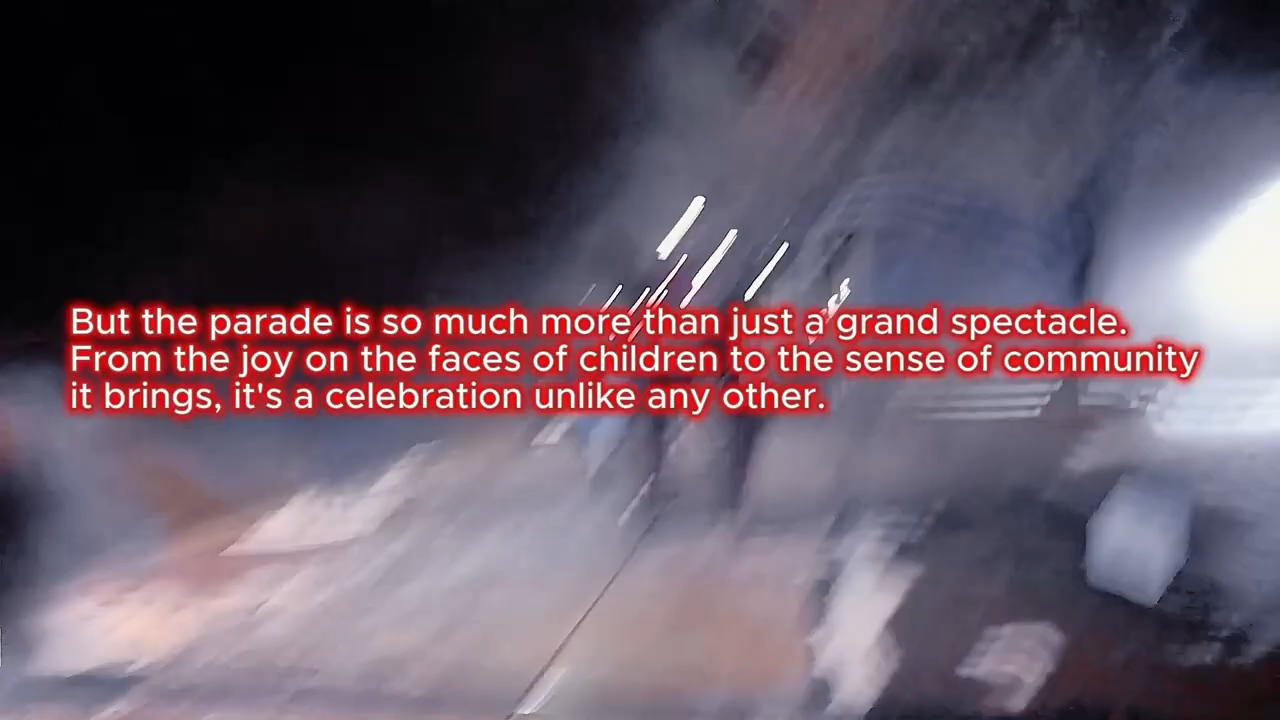 But the parade is so much more than just a grand spectacle.
From the joy on the faces of children to the sense of community
it brings, it's a celebration unlike any other.